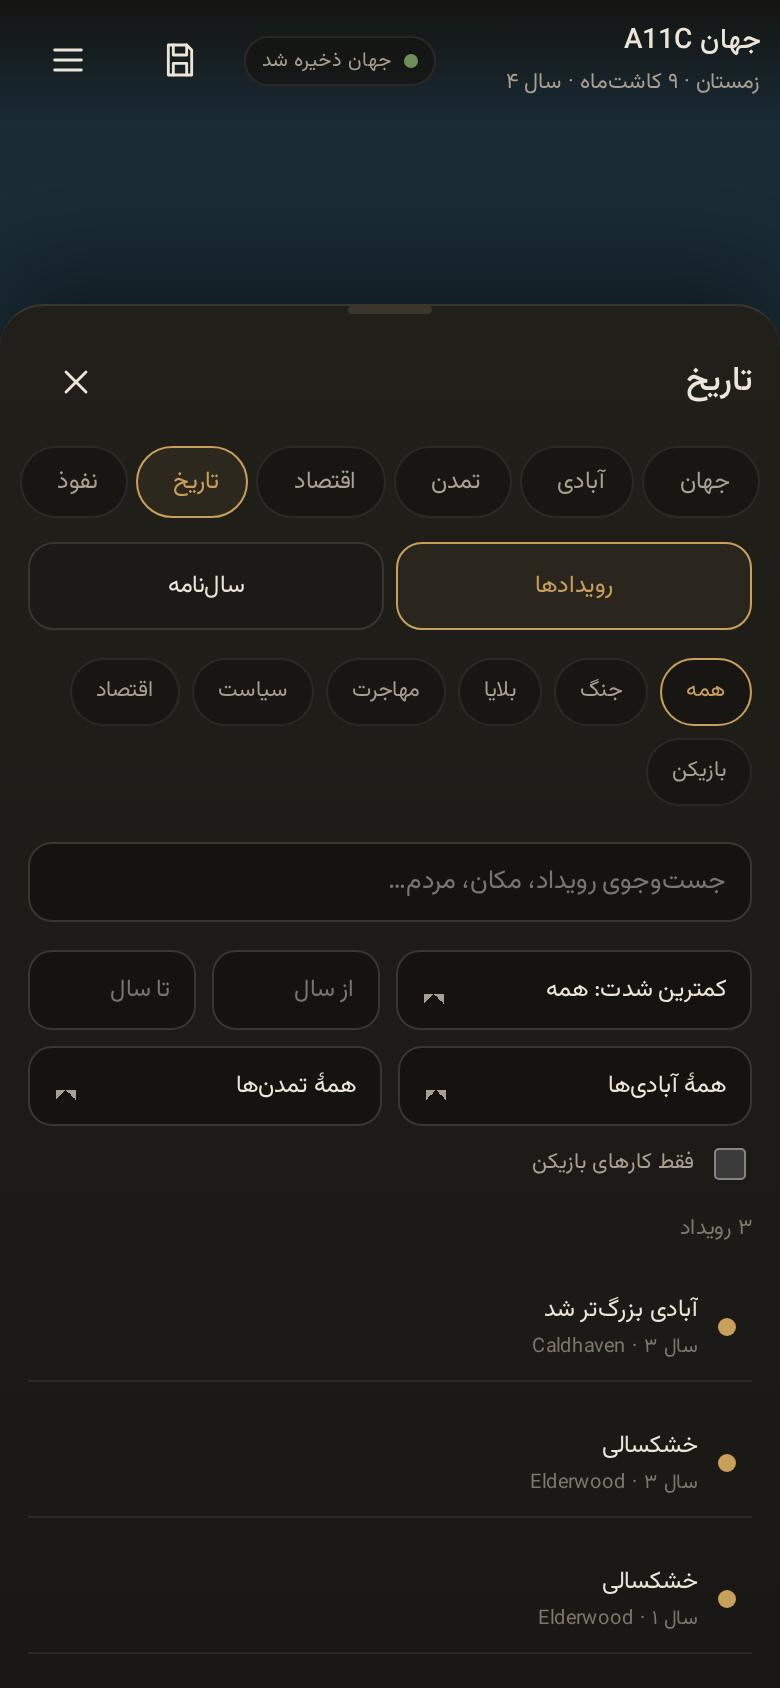 جهان A11C
زمستان · ۹ کاشت‌ماه · سال ۴
جهان ذخیره شد
تاریخ
جهان آبادی تمدن اقتصاد تاریخ نفوذ
رویدادها سال‌نامه
همه جنگ بلایا مهاجرت سیاست اقتصاد
بازیکن
جست‌وجوی رویداد، مکان، مردم…
کمترین شدت: همه از سال تا سال
همهٔ آبادی‌ها همهٔ تمدن‌ها
فقط کارهای بازیکن
۳ رویداد
آبادی بزرگ‌تر شد
سال ۳ · Caldhaven
خشکسالی
سال ۳ · Elderwood
خشکسالی
سال ۱ · Elderwood